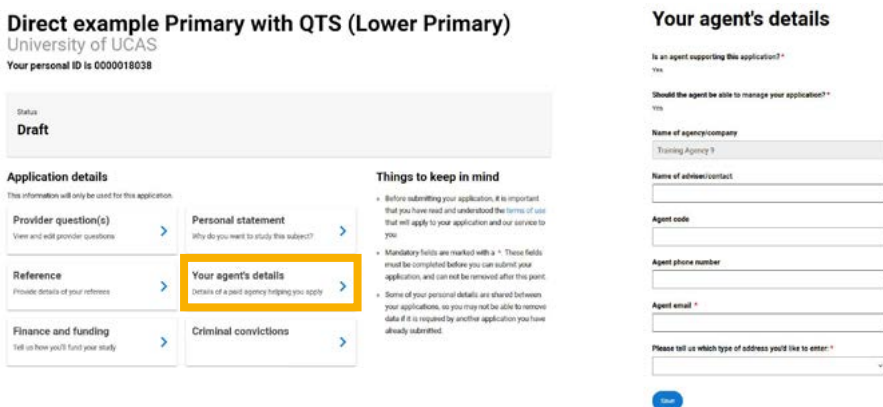 Direct example Primary with QTS (Lower Primary)
University of UCAS
Your personal ID is 0000018038
Status
Draft
Application details
This information will only be used for this application.
Provider question(s)
View and edit provider questions
Personal statement
Why do you want to study this subject?
Reference
Provide details of your referees
Your agent's details
Details of a paid agency helping you apply
Finance and funding
Tell us how you'll fund your study
Criminal convictions
Things to keep in mind
Before submitting your application, it is important
that you have read and understood the terms of use
that will apply to your application and our service to
you
Mandatory fields are marked with a *. These fields
must be completed before you can submit your
application, and can not be removed after this point.
Some of your personal details are shared between
your applications, so you may not be able to remove
data if it is required by another application you have
already submitted.
Your agent's details
Is an agent supporting this application? *
Yes
Should the agent be able to manage your application? *
Yes
Name of agency/company
Training Agency 9
Name of adviser/contact
Agent code
Agent phone number
Agent email *
Please tell us which type of address you'd like to enter: *
Save